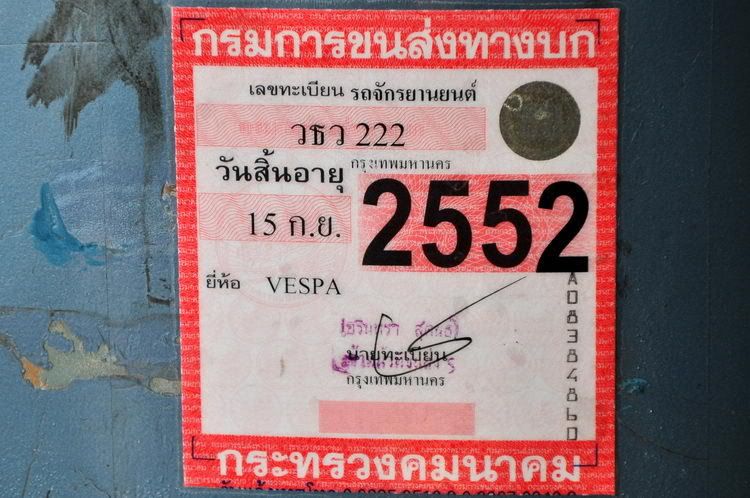 กรมการขนส่งทางบก
เลขทะเบียน รถจักรยานยนต์
วธว 222
กรุงเทพมหานคร
วันสิ้นอายุ
15 ก.ย.
2552
ยี่ห้อ VESPA
นายทะเบียน
กรุงเทพมหานคร
A08384860
กระทรวงคมนาคม